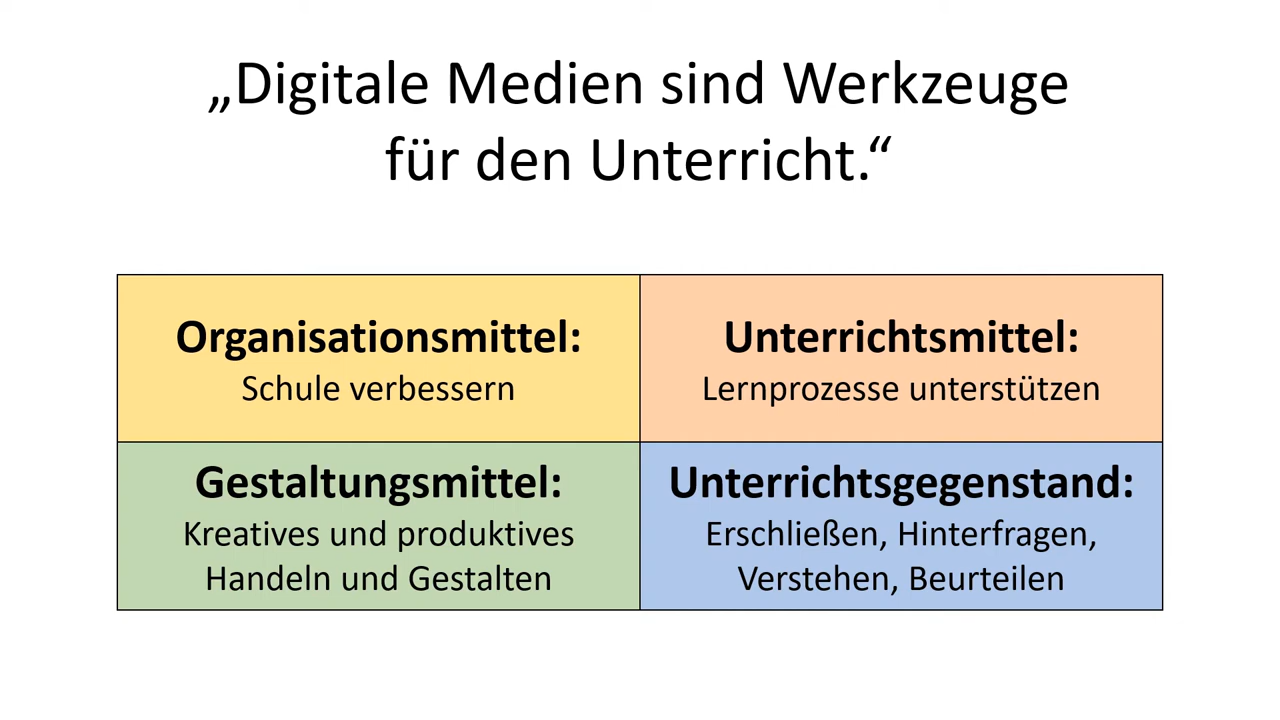 „Digitale Medien sind Werkzeuge
für den Unterricht.“
Organisationsmittel:
Schule verbessern
Unterrichtsmittel:
Lernprozesse unterstützen
Gestaltungsmittel:
Kreatives und produktives
Handeln und Gestalten
Unterrichtsgegenstand:
Erschließen, Hinterfragen,
Verstehen, Beurteilen